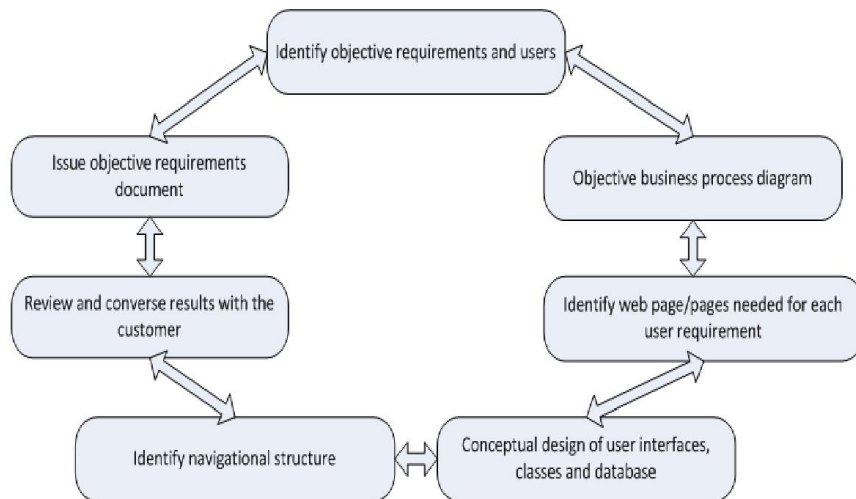 Identify objective requirements and users
Issue objective requirements
document
Objective business process diagram
Review and converse results with the
customer
Identify web page/pages needed for each
user requirement
Identify navigational structure
Conceptual design of user interfaces,
classes and database